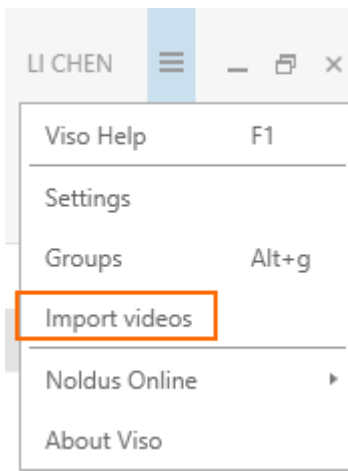 LI CHEN
Viso Help F1
Settings
Groups Alt+g
Import videos
Noldus Online
About Viso